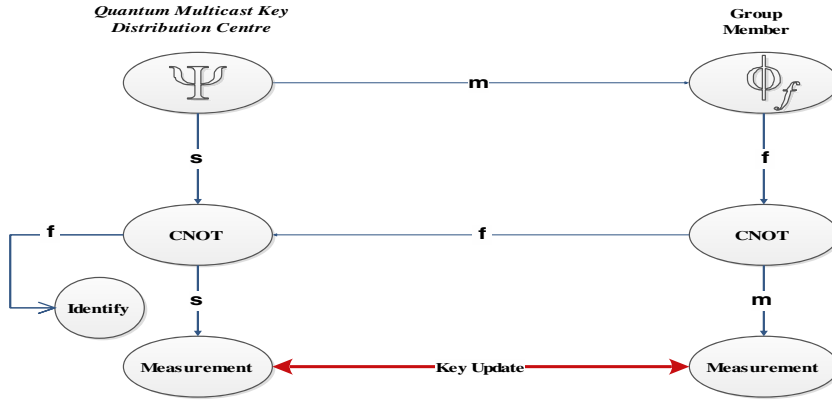 Quantum Multicast Key
Distribution Centre
Group
Member
Ψ
m
ϕf
s
f
CNOT
f
CNOT
f
Identify
s
m
Measurement
Key Update
Measurement